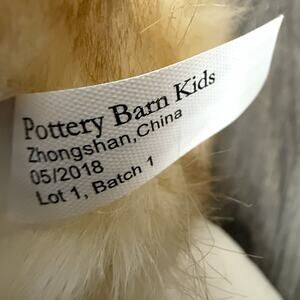 Pottery Barn Kids
Zhongshan,China
05/2018
Lot 1, Batch 1